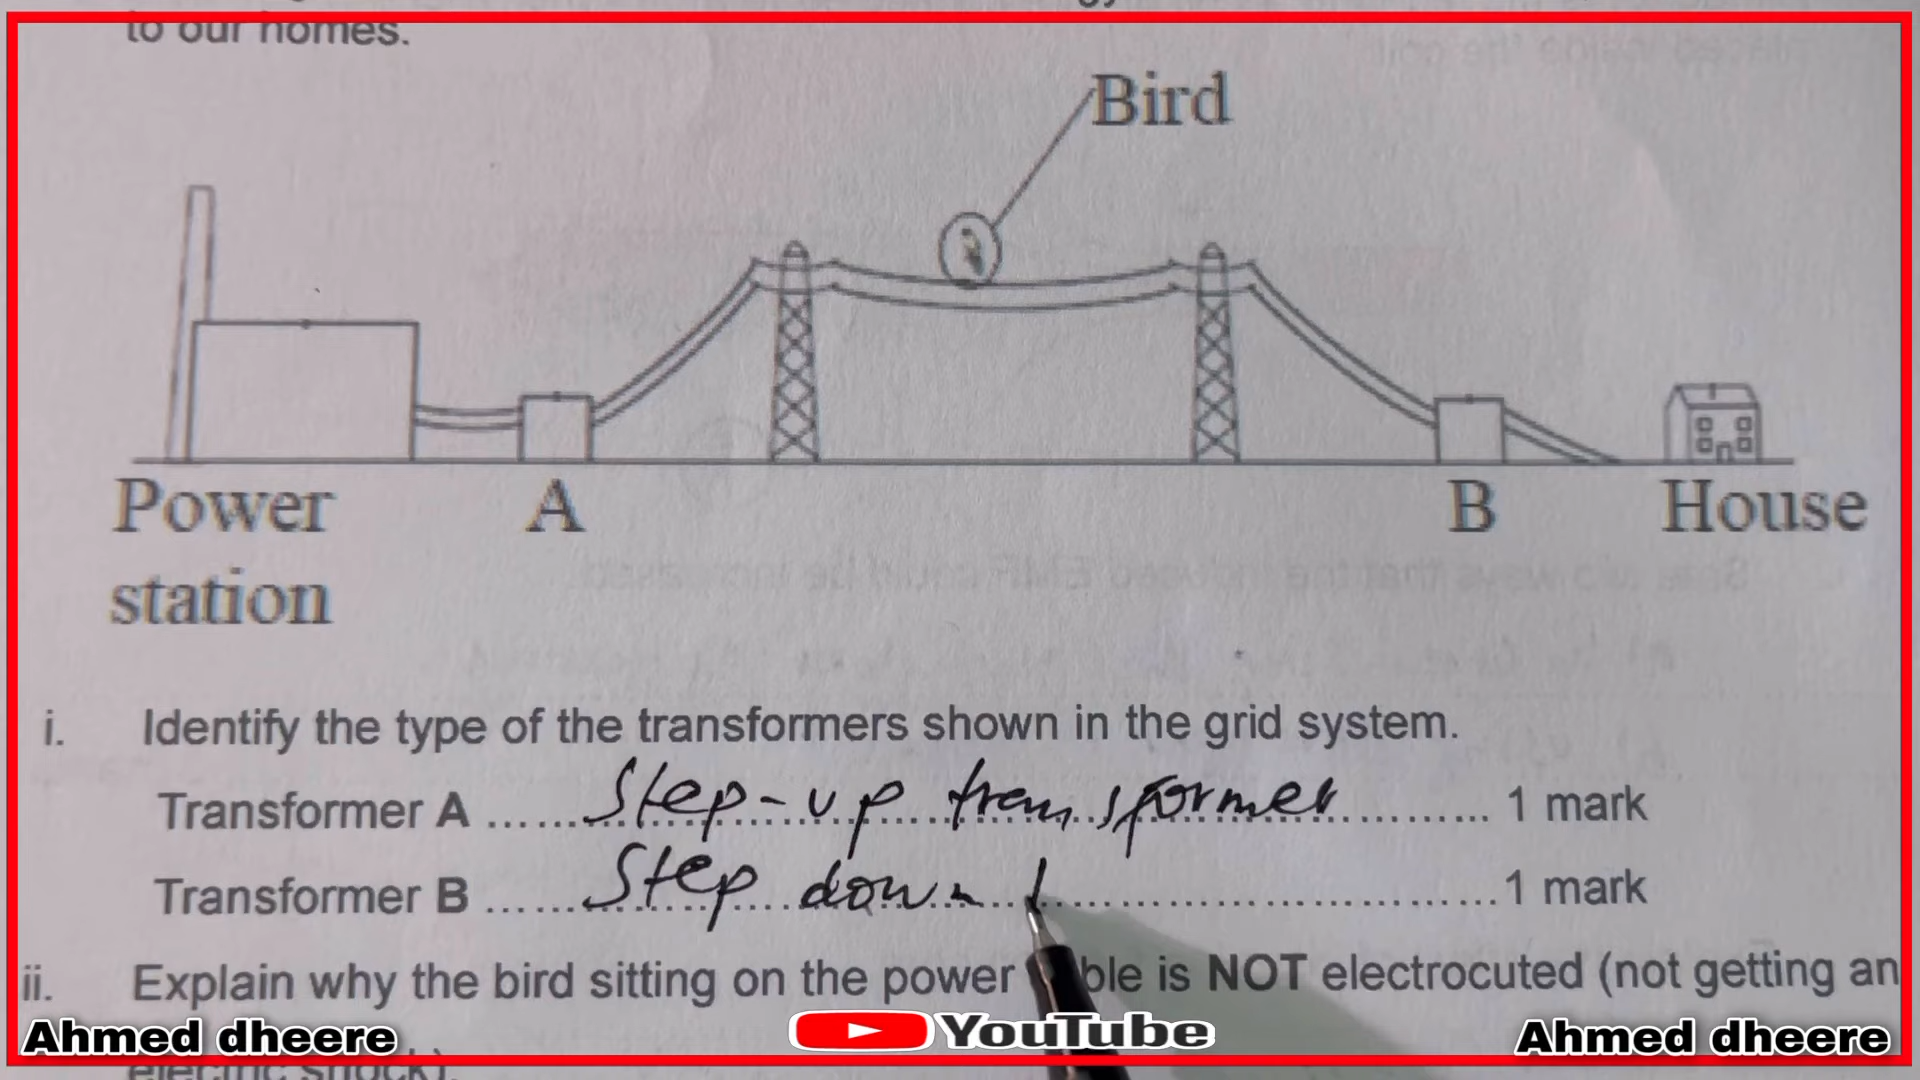 to our homes.
Bird
Power station
A
B
House
i. Identify the type of the transformers shown in the grid system.
Transformer A ...... Step-up transformer ...... 1 mark
Transformer B ...... Step down t ...... 1 mark
ii. Explain why the bird sitting on the power ble is NOT electrocuted (not getting an
electric shock).
Ahmed dheere
YouTube
Ahmed dheere